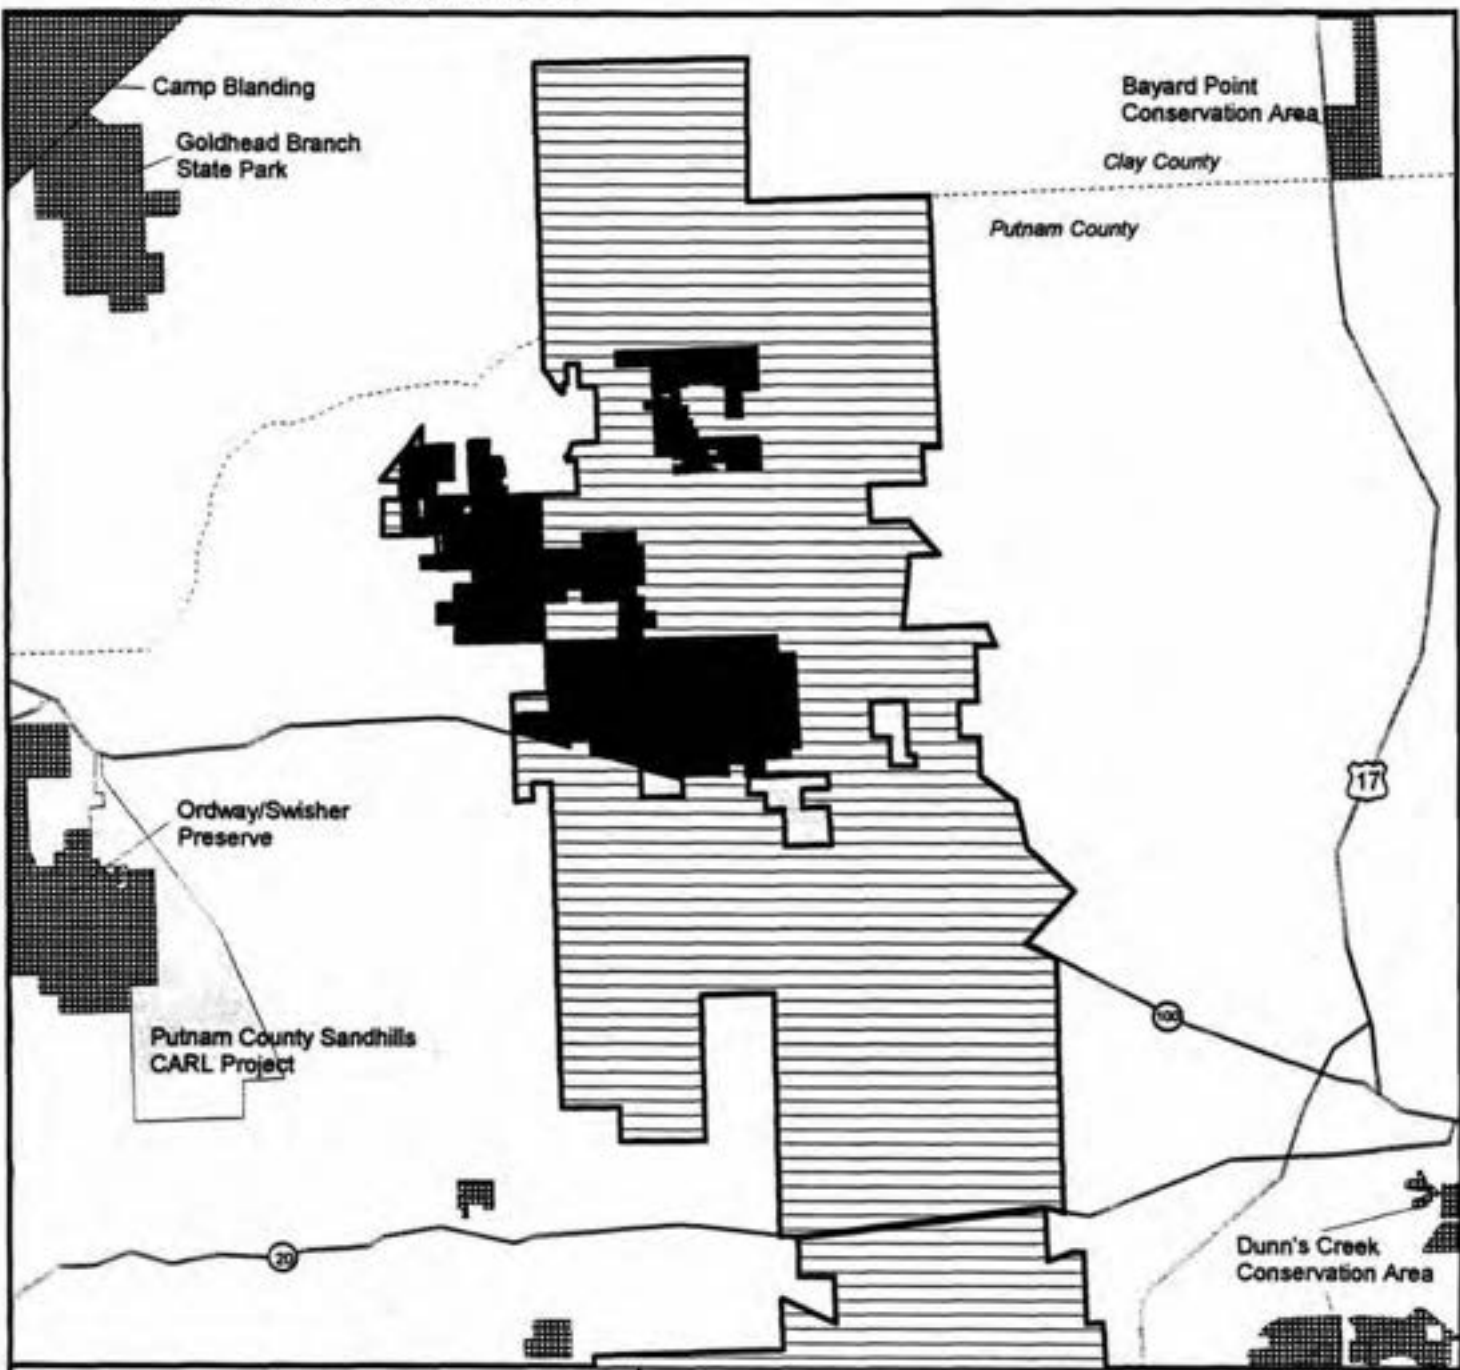 Camp Blanding
Goldhead Branch
State Park
Bayard Point
Conservation Area
Clay County
Putnam County
17
Ordway/Swisher
Preserve
100
Putnam County Sandhills
CARL Project
20
Dunn's Creek
Conservation Area